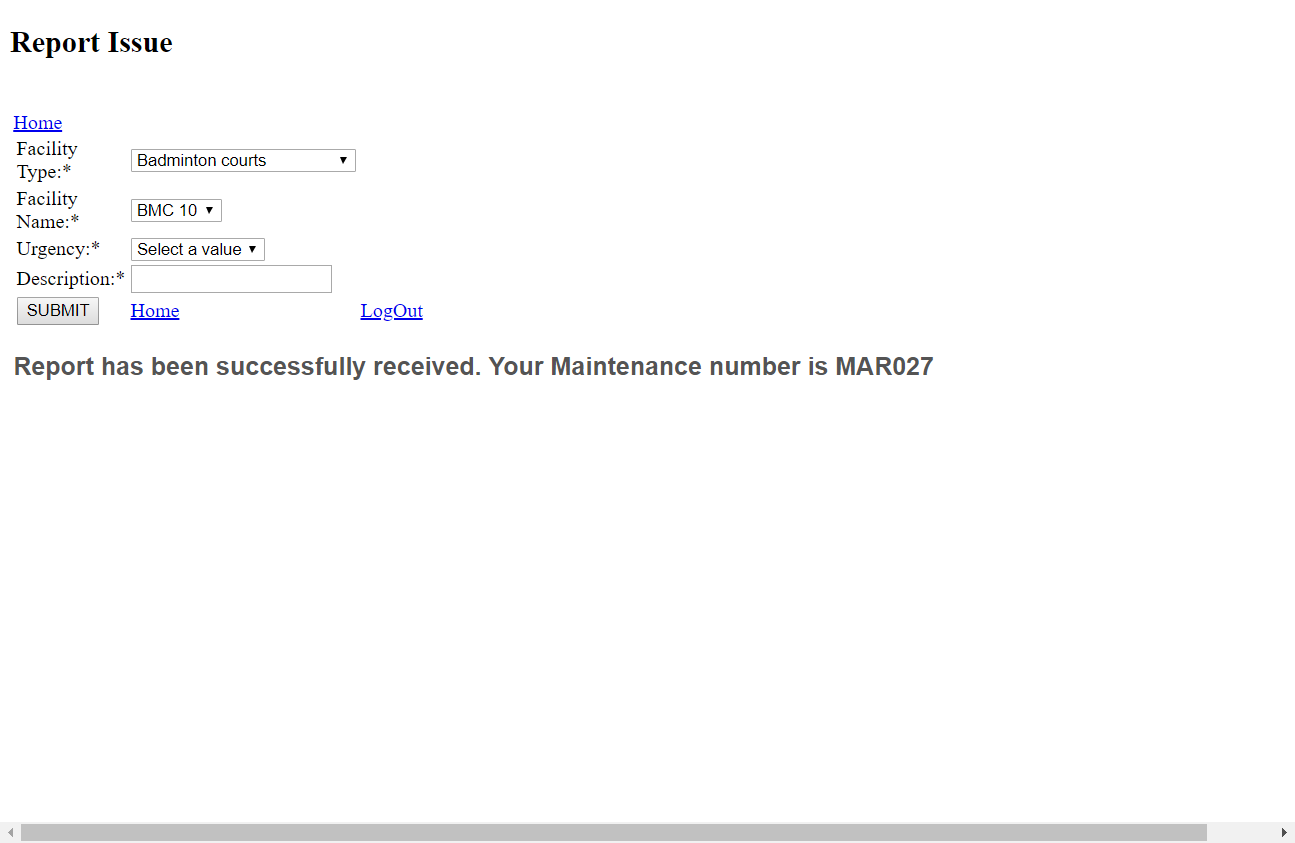 Report Issue
Home
Facility
Type:*
Badminton courts
Facility
Name:*
BMC 10
Urgency:*
Select a value
Description:*
SUBMIT Home LogOut
Report has been successfully received. Your Maintenance number is MAR027